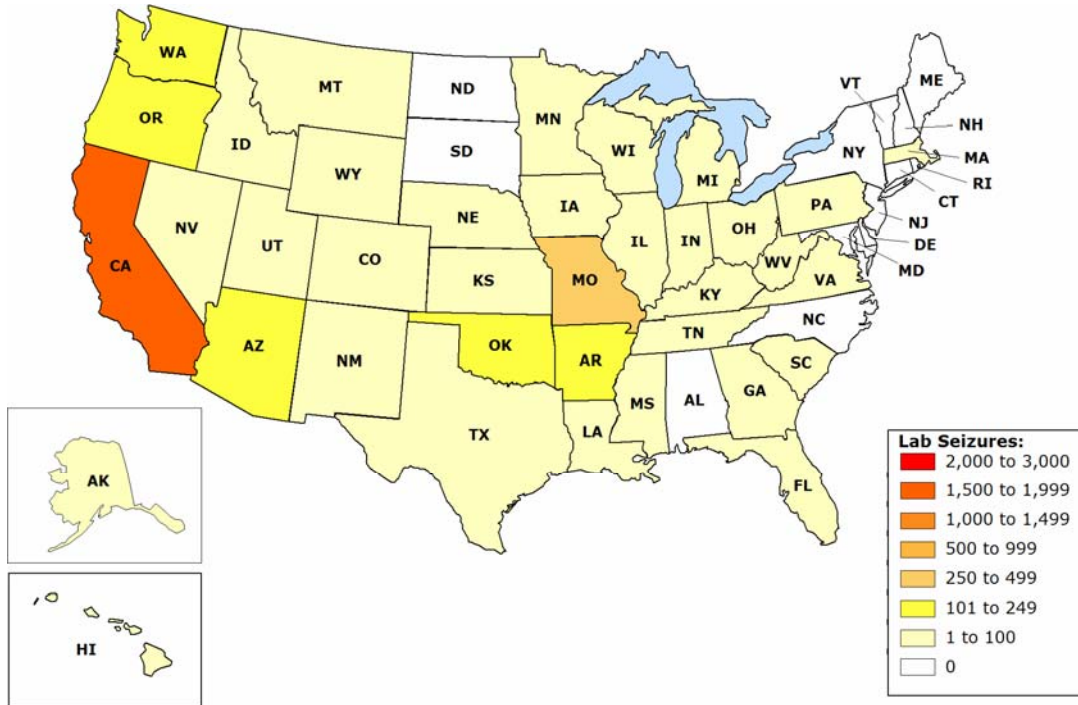 WA
MT
ND
ME
VT
OR
MN
NH
ID
SD
WI
NY
MA
WY
MI
RI
CT
IA
PA
NE
NJ
NV
OH
IL
IN
DE
UT
CO
WV
MD
CA
KS
MO
VA
KY
NC
TN
AZ
OK
AR
NM
SC
MS
AL
GA
TX
LA
FL
AK
HI
Lab Seizures:
2,000 to 3,000
1,500 to 1,999
1,000 to 1,499
500 to 999
250 to 499
101 to 249
1 to 100
0